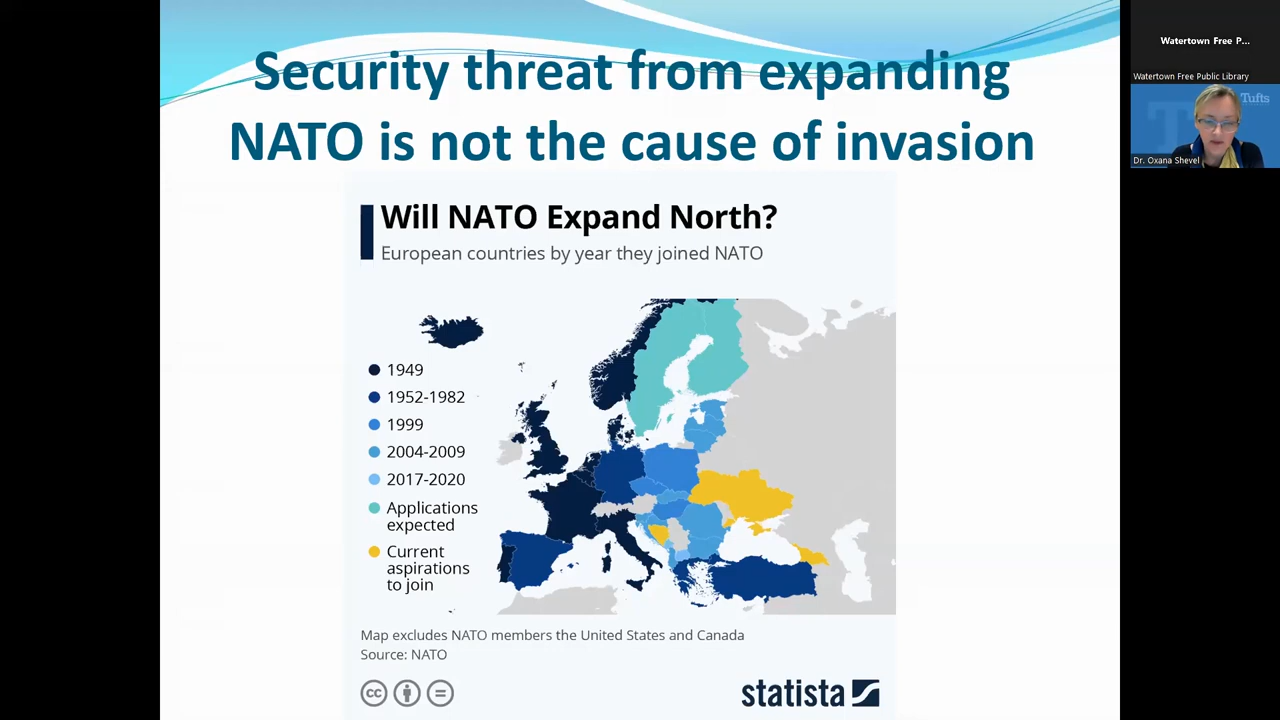 Security threat from expanding
NATO is not the cause of invasion
Will NATO Expand North?
European countries by year they joined NATO
1949
1952-1982
1999
2004-2009
2017-2020
Applications
expected
Current
aspirations
to join
Map excludes NATO members the United States and Canada
Source: NATO
cc
statista
Watertown Free P...
Watertown Free Public Library
Tufts
Dr. Oxana Shevel